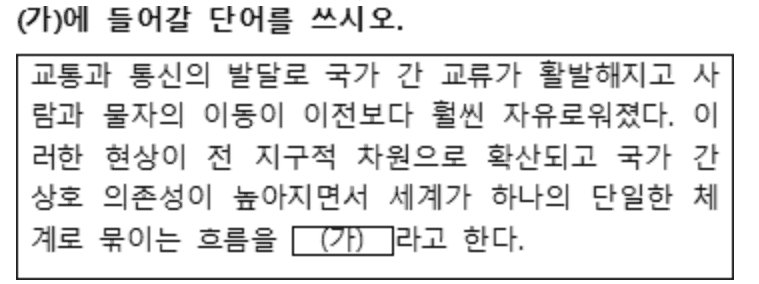 (가)에 들어갈 단어를 쓰시오.
교통과 통신의 발달로 국가 간 교류가 활발해지고 사
람과 물자의 이동이 이전보다 훨씬 자유로워졌다. 이
러한 현상이 전 지구적 차원으로 확산되고 국가 간
상호 의존성이 높아지면서 세계가 하나의 단일한 체
계로 묶이는 흐름을 (가) 라고 한다.